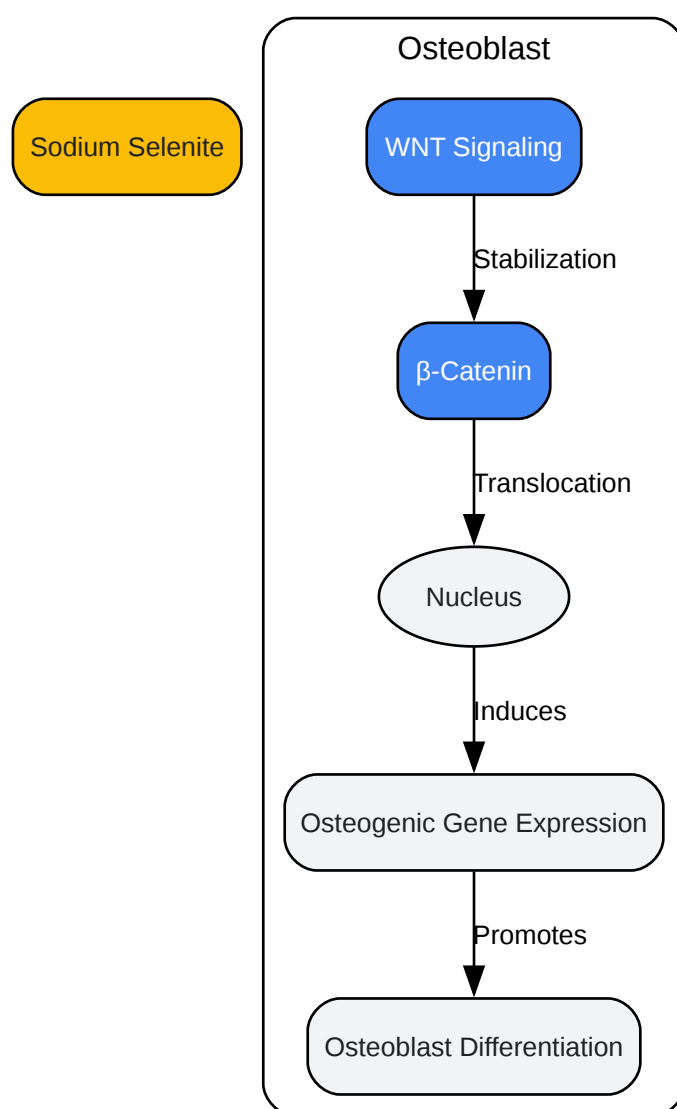 Osteoblast
Sodium Selenite
WNT Signaling
Stabilization
β-Catenin
Translocation
Nucleus
Induces
Osteogenic Gene Expression
Promotes
Osteoblast Differentiation